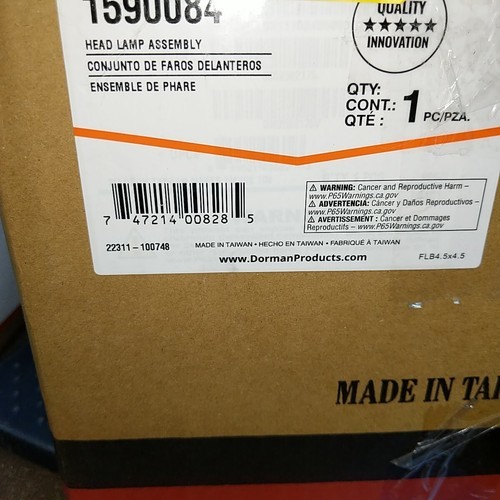 1590084
HEAD LAMP ASSEMBLY
CONJUNTO DE FAROS DELANTEROS
ENSEMBLE DE PHARE
QUALITY
★★★★★
INNOVATION
QTY:
CONT.: 1 PC/PZA.
QTÉ :
7 47214 00828 5
22311 – 100748
⚠ WARNING: Cancer and Reproductive Harm –
www.P65Warnings.ca.gov
⚠ ADVERTENCIA: Cáncer y Daños Reproductivos –
www.P65Warnings.ca.gov
⚠ AVERTISSEMENT : Cancer et Dommages
Reproductifs – www.P65Warnings.ca.gov
MADE IN TAIWAN • HECHO EN TAIWAN • FABRIQUÉ À TAIWAN
www.DormanProducts.com
FLB4.5x4.5
MADE IN TAI